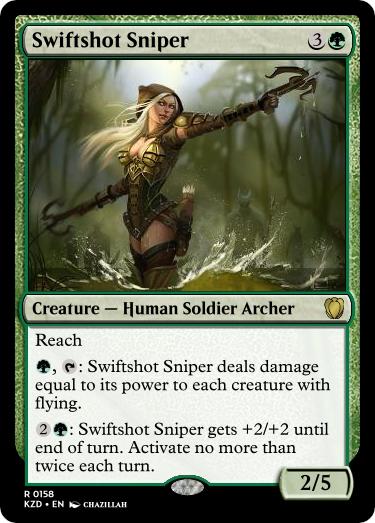 Swiftshot Sniper 3
Creature — Human Soldier Archer
Reach
, : Swiftshot Sniper deals damage
equal to its power to each creature with
flying.
2 : Swiftshot Sniper gets +2/+2 until
end of turn. Activate no more than
twice each turn.
2/5
R 0158
KZD • EN CHAZILLAH